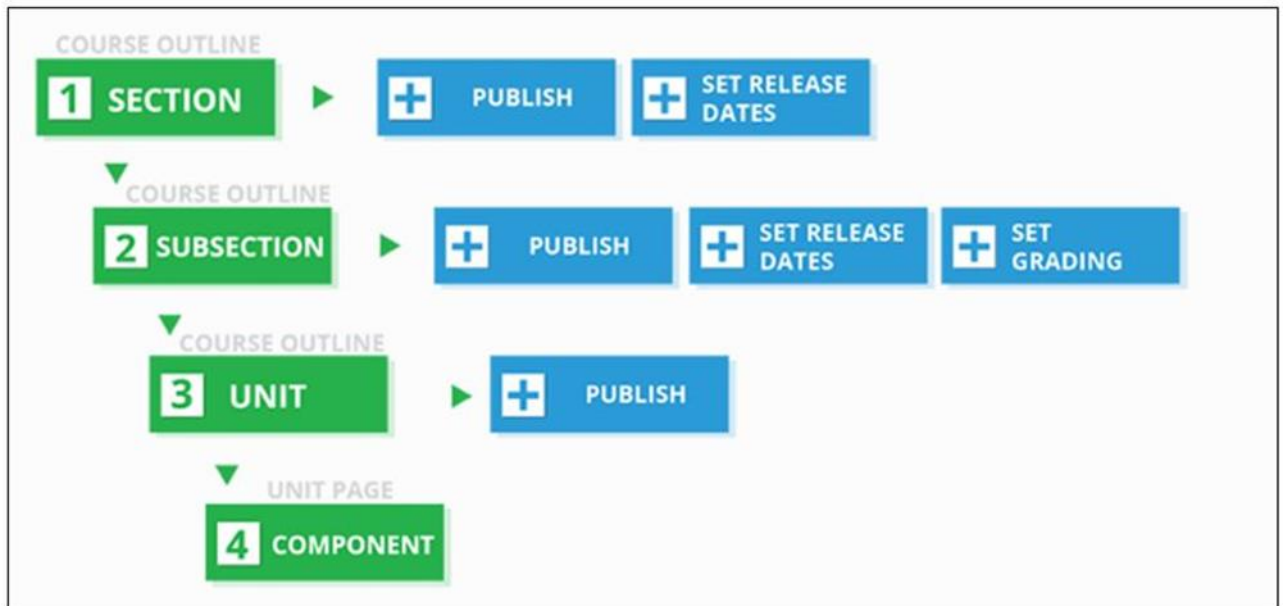 COURSE OUTLINE
1 SECTION
PUBLISH
SET RELEASE
DATES
COURSE OUTLINE
2 SUBSECTION
PUBLISH
SET RELEASE
DATES
SET
GRADING
COURSE OUTLINE
3 UNIT
PUBLISH
UNIT PAGE
4 COMPONENT